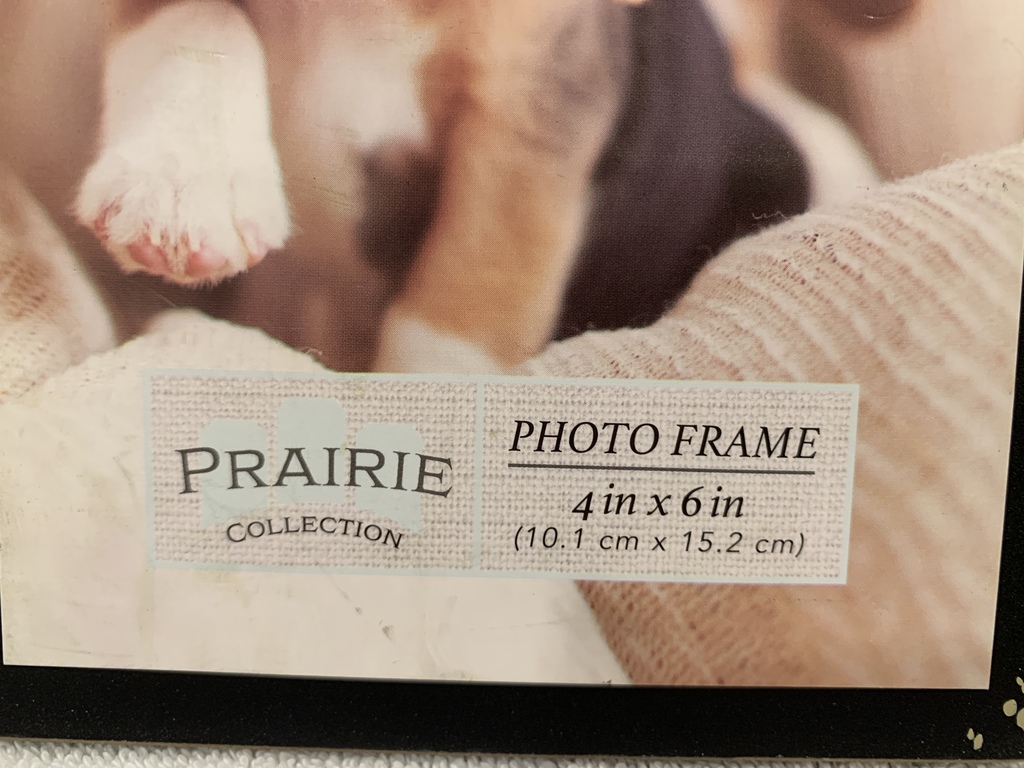 PRAIRIE
COLLECTION
PHOTO FRAME
4 in x 6 in
(10.1 cm x 15.2 cm)